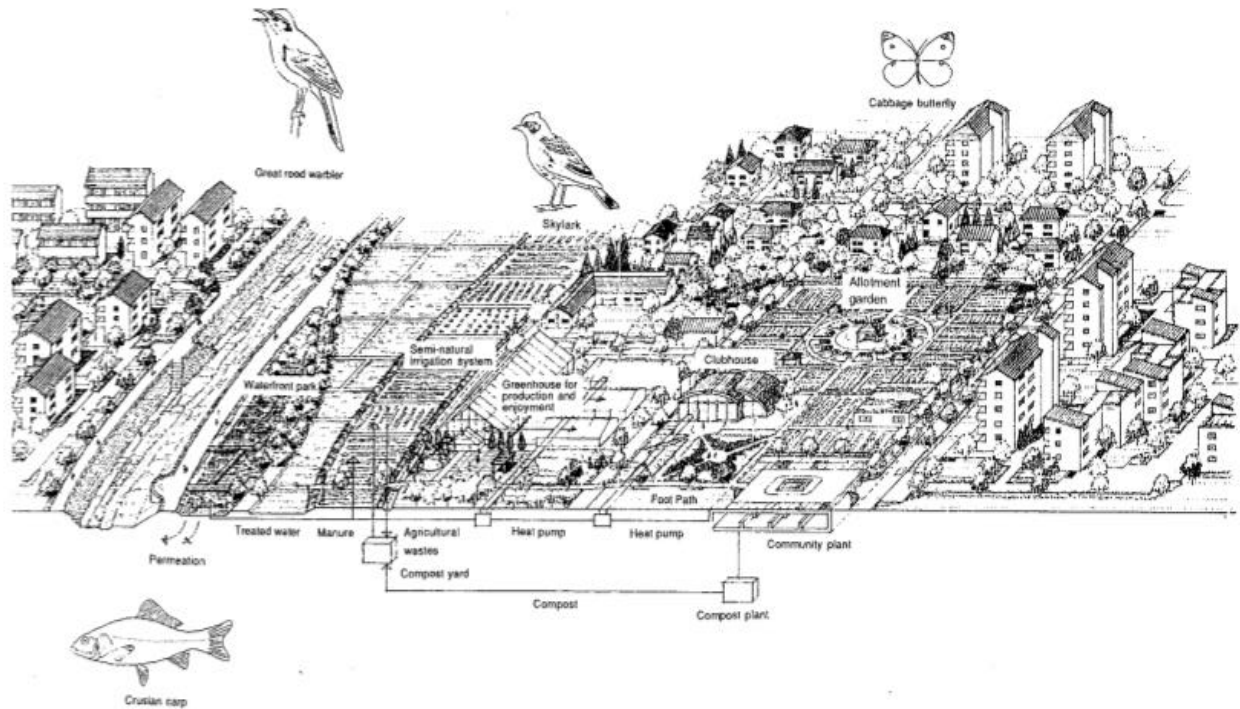 Cabbage butterfly
Great rood warbler
Skylark
Allotment
garden
Semi-natural
irrigation system
Clubhouse
Waterfront park
Greenhouse for
production and
enjoyment
Foot Path
Treated water
Manure
Agricultural
wastes
Heat pump
Heat pump
Community plant
Permeation
Compost yard
Compost
Compost plant
Crusian carp